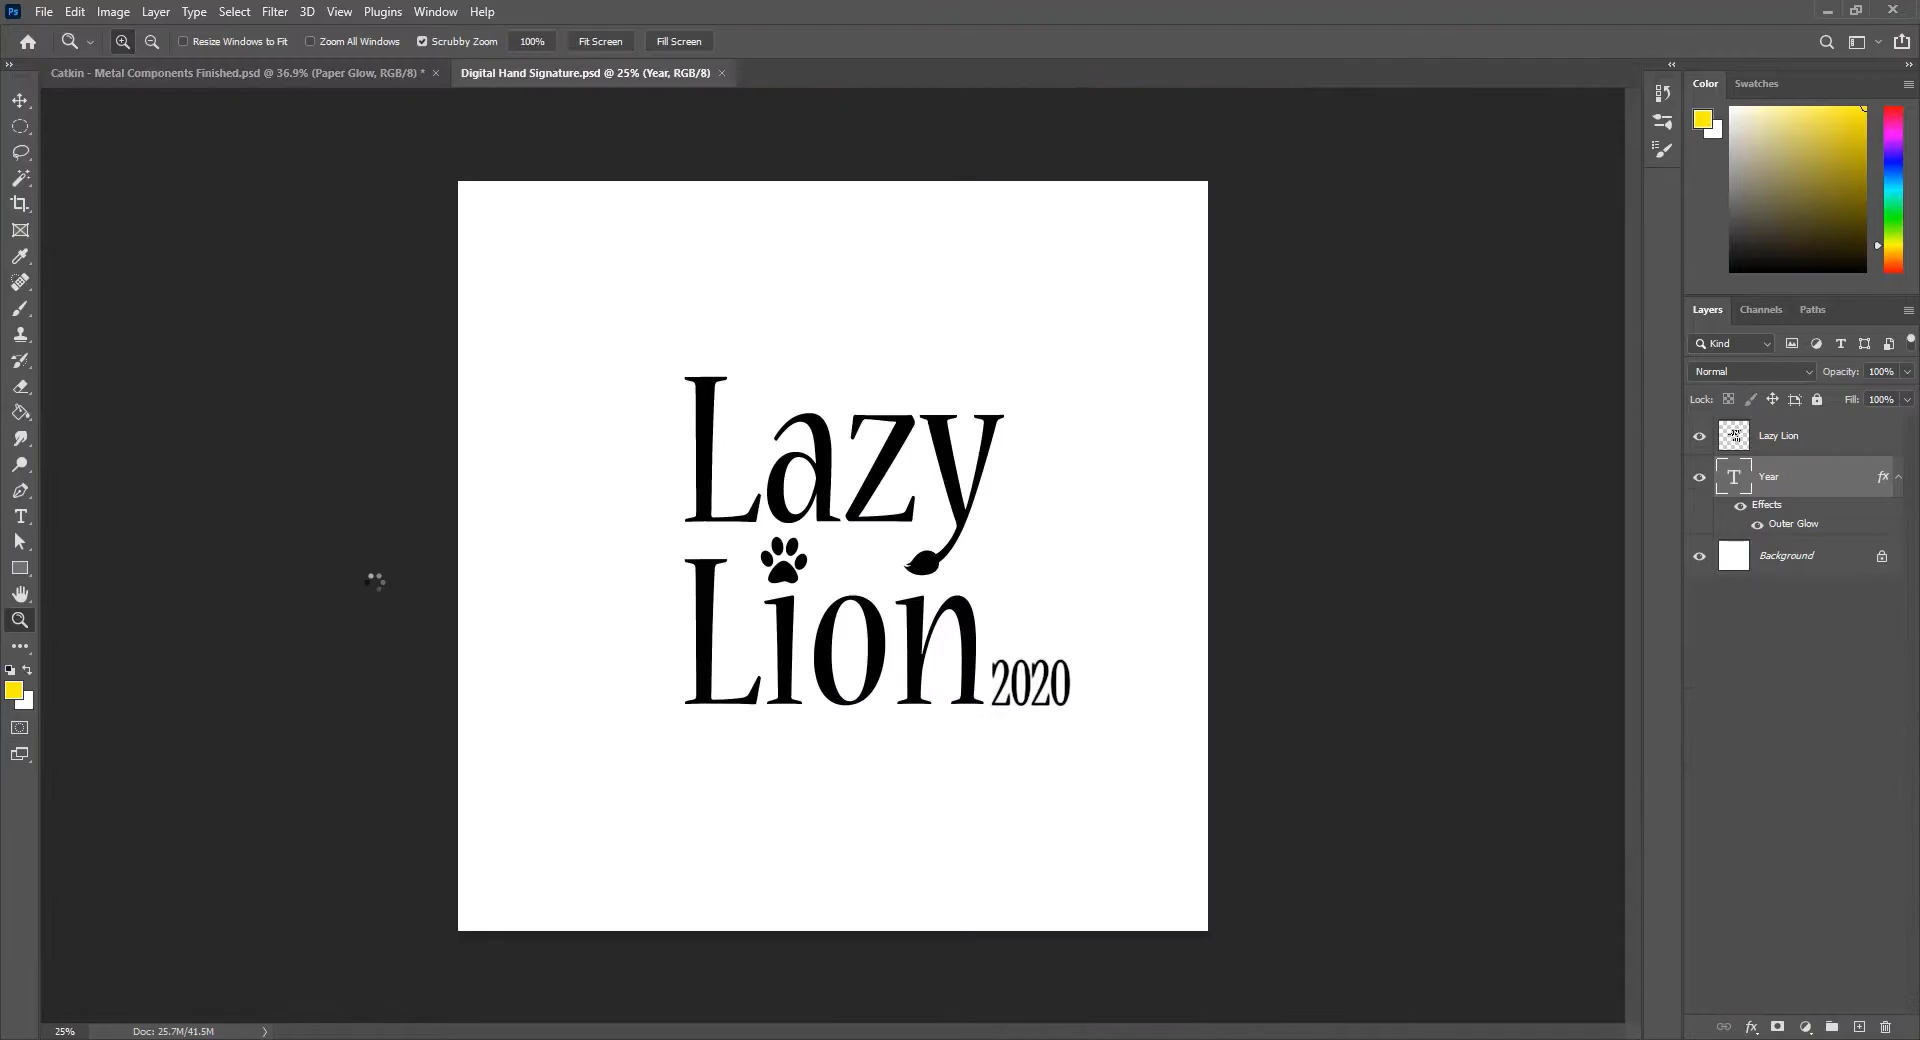 Ps File Edit Image Layer Type Select Filter 3D View Plugins Window Help
Resize Windows to Fit Zoom All Windows Scrubby Zoom 100% Fit Screen Fill Screen
Catkin - Metal Components Finished.psd @ 36.9% (Paper Glow, RGB/8) * × Digital Hand Signature.psd @ 25% (Year, RGB/8) ×
Color Swatches
Lazy
Lion 2020
Layers Channels Paths
Kind
Normal Opacity: 100%
Lock: Fill: 100%
Lazy Lion
T Year fx
Effects
Outer Glow
Background
25% Doc: 25.7M/41.5M
fx